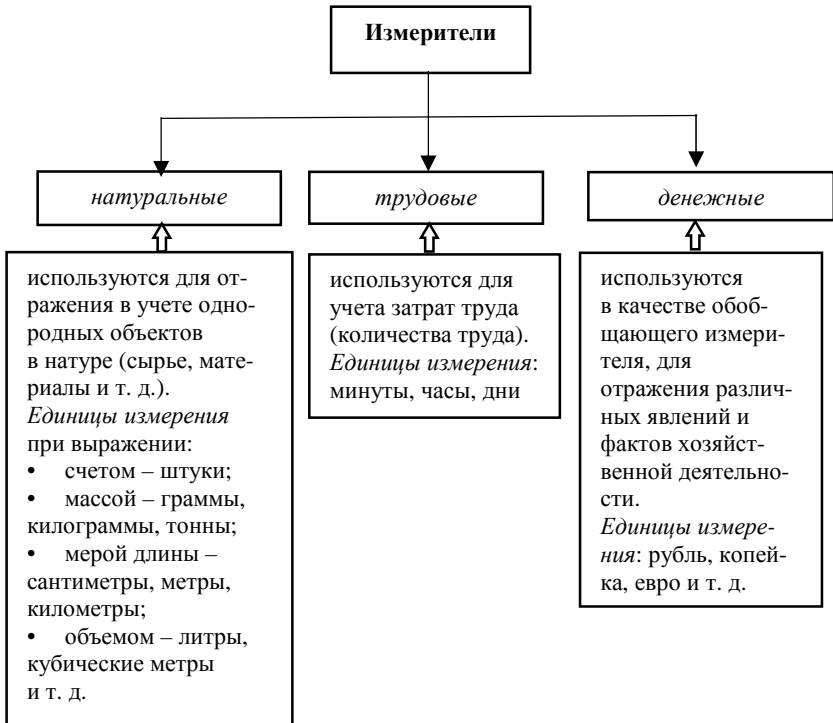 Измерители
натуральные
трудовые
денежные
используются для от-
ражения в учете одно-
родных объектов
в натуре (сырье, мате-
риалы и т. д.).
Единицы измерения
при выражении:
• счетом – штуки;
• массой – граммы,
килограммы, тонны;
• мерой длины –
сантиметры, метры,
километры;
• объемом – литры,
кубические метры
и т. д.
используются для
учета затрат труда
(количества труда).
Единицы измерения:
минуты, часы, дни
используются
в качестве обоб-
щающего измери-
теля, для
отражения различ-
ных явлений и
фактов хозяйст-
венной деятельно-
сти.
Единицы измере-
ния: рубль, копей-
ка, евро и т. д.